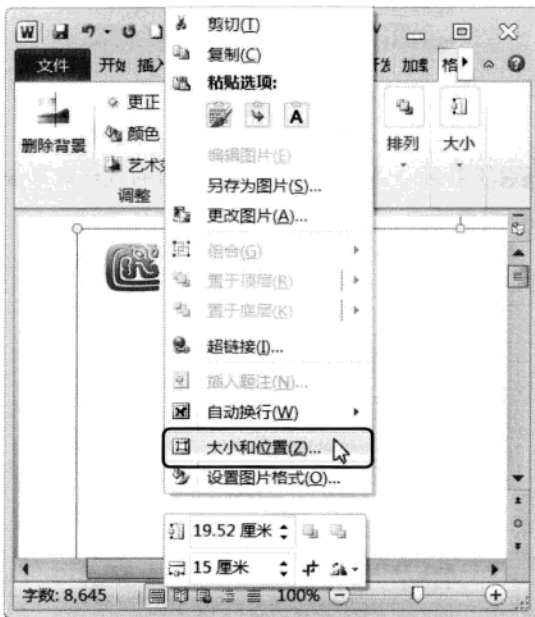 W
剪切(T)
复制(C)
文件 开始 插入 开发 加载 格
粘贴选项:
A
更正
颜色
艺术效
删除背景
调整
排列 大小
编辑图片(E)
另存为图片(S)...
更改图片(A)...
组合(G)
置于顶层(R)
置于底层(K)
超链接(I)...
插入题注(N)...
自动换行(W)
大小和位置(Z)...
设置图片格式(O)...
19.52 厘米
15 厘米
字数: 8,645 100%